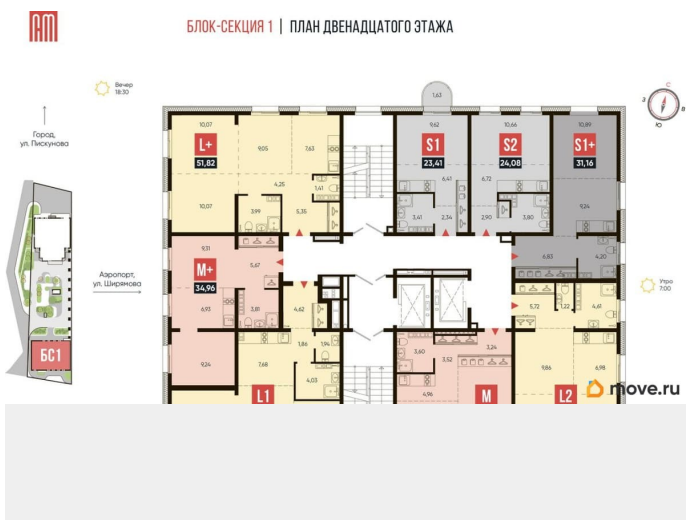 АМ
БЛОК-СЕКЦИЯ 1 | ПЛАН ДВЕНАДЦАТОГО ЭТАЖА
Вечер
18:30
1,63
С
З
В
Ю
Город,
ул. Пискунова
10,07
9,05
7,63
9,62
10,66
10,89
L+
51,82
S1
23,41
S2
24,08
S1+
31,16
6,41
6,72
4,25
1,41
10,07
3,99
5,35
3,41
2,34
2,90
3,80
9,24
9,31
5,67
6,83
4,20
M+
34,96
Аэропорт,
ул. Ширямова
Утро
7:00
6,93
3,81
4,62
5,72
1,22
4,61
БС1
1,86
1,94
3,60
3,52
3,24
9,24
7,68
4,03
9,86
6,98
4,96
L1
M
L2
move.ru